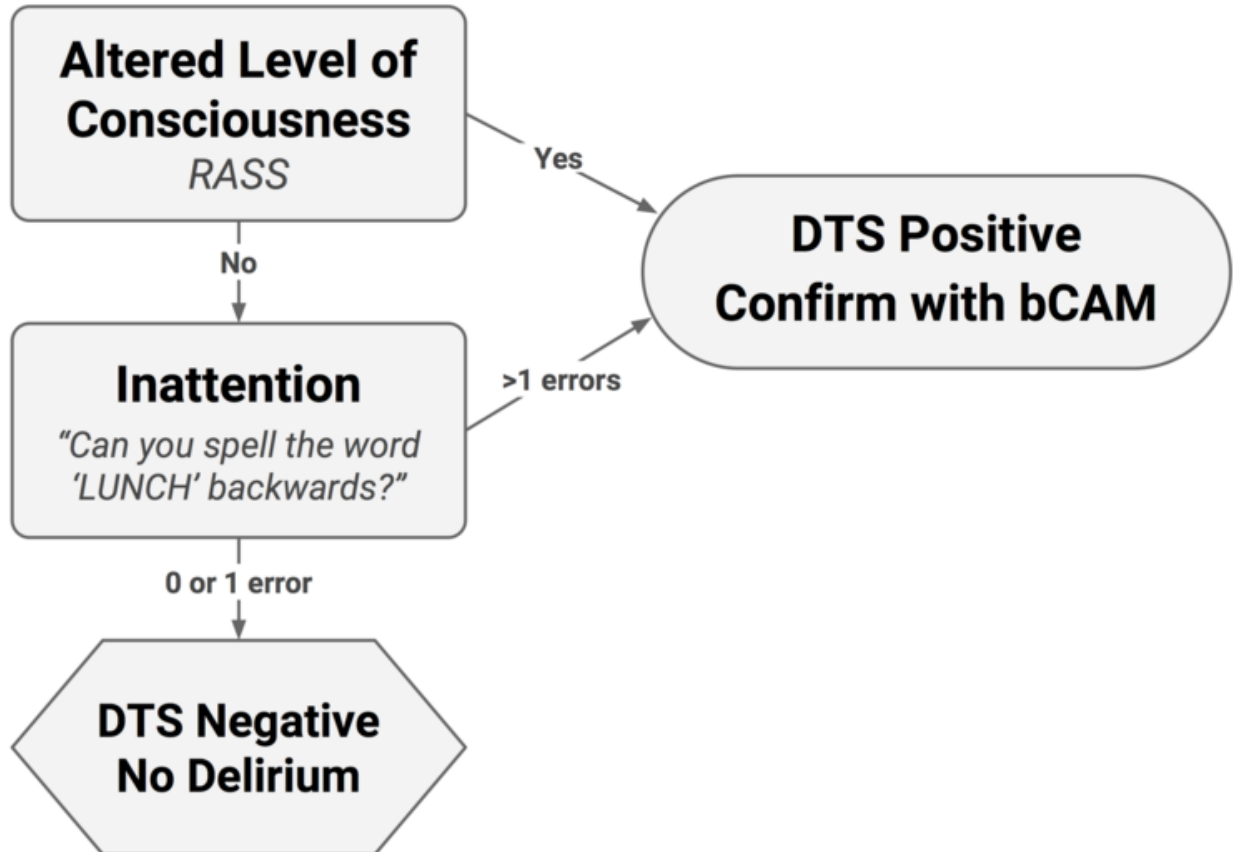 Altered Level of
Consciousness
RASS
Yes
No
DTS Positive
Confirm with bCAM
Inattention
“Can you spell the word
‘LUNCH’ backwards?”
>1 errors
0 or 1 error
DTS Negative
No Delirium